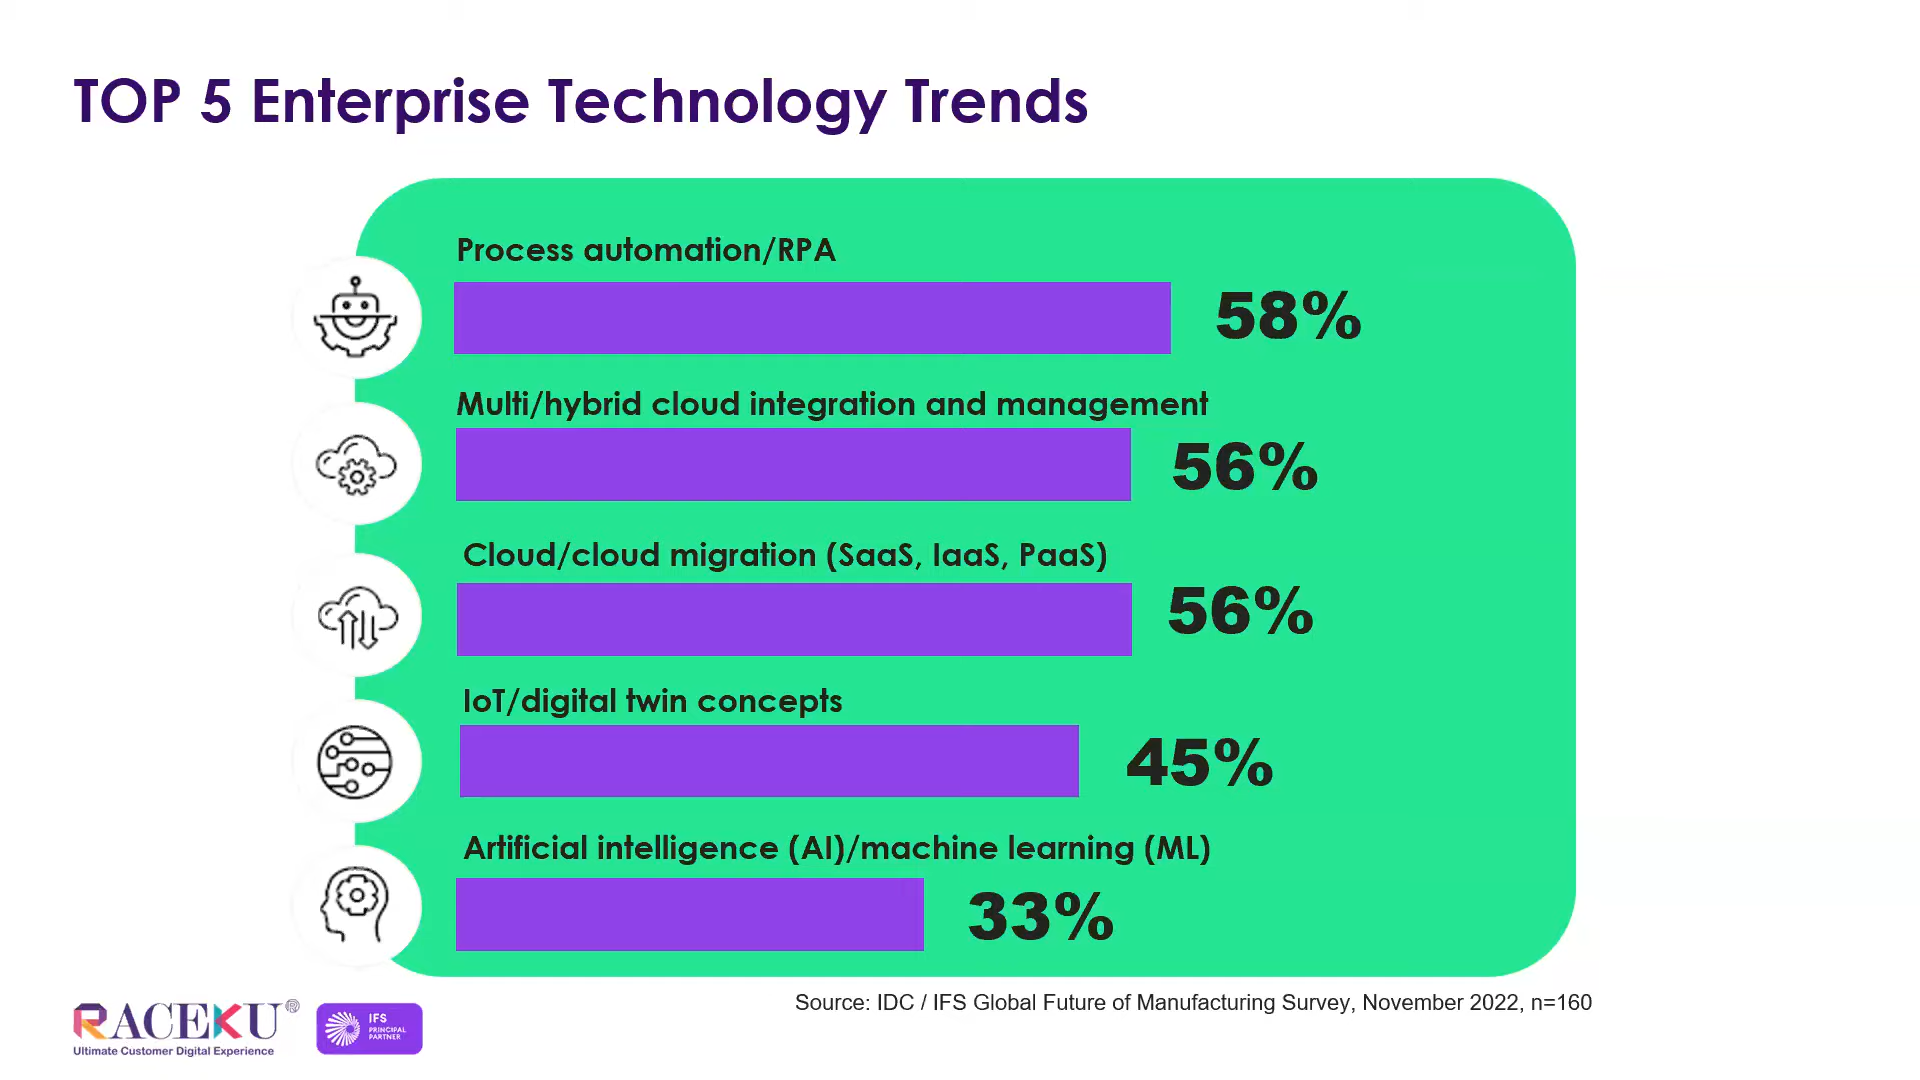 TOP 5 Enterprise Technology Trends
Process automation/RPA
58%
Multi/hybrid cloud integration and management
56%
Cloud/cloud migration (SaaS, IaaS, PaaS)
56%
IoT/digital twin concepts
45%
Artificial intelligence (AI)/machine learning (ML)
33%
Source: IDC / IFS Global Future of Manufacturing Survey, November 2022, n=160
RACEKU®
Ultimate Customer Digital Experience
IFS
PRINCIPAL
PARTNER